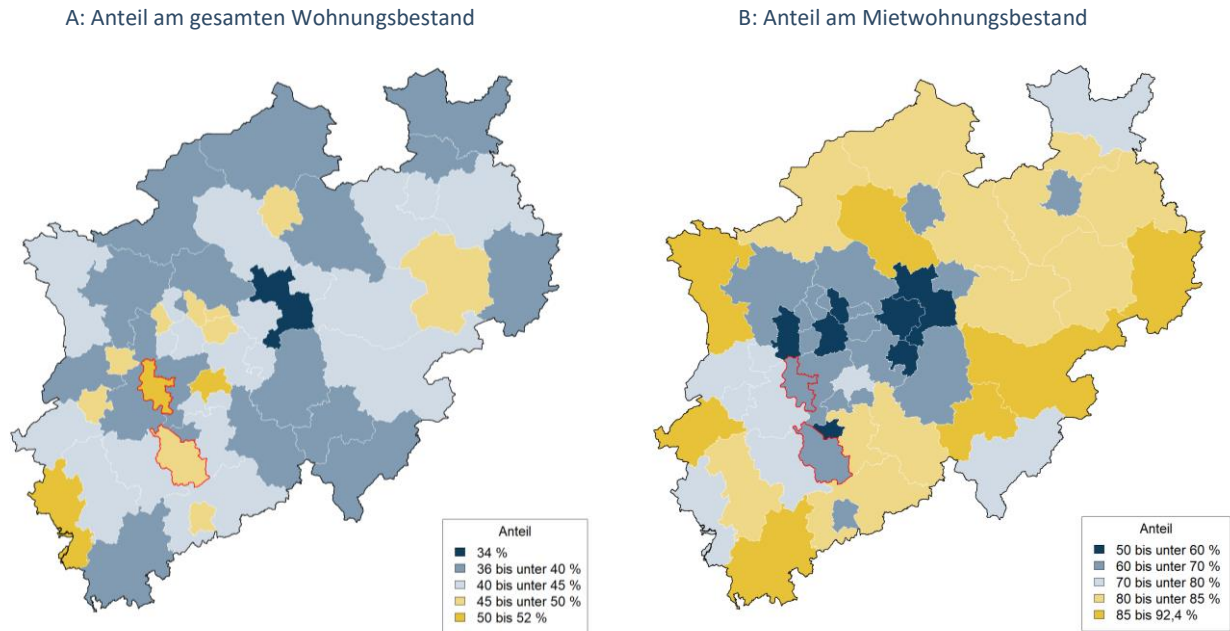 A: Anteil am gesamten Wohnungsbestand
B: Anteil am Mietwohnungsbestand
Anteil
34 %
36 bis unter 40 %
40 bis unter 45 %
45 bis unter 50 %
50 bis 52 %
Anteil
50 bis unter 60 %
60 bis unter 70 %
70 bis unter 80 %
80 bis unter 85 %
85 bis 92,4 %